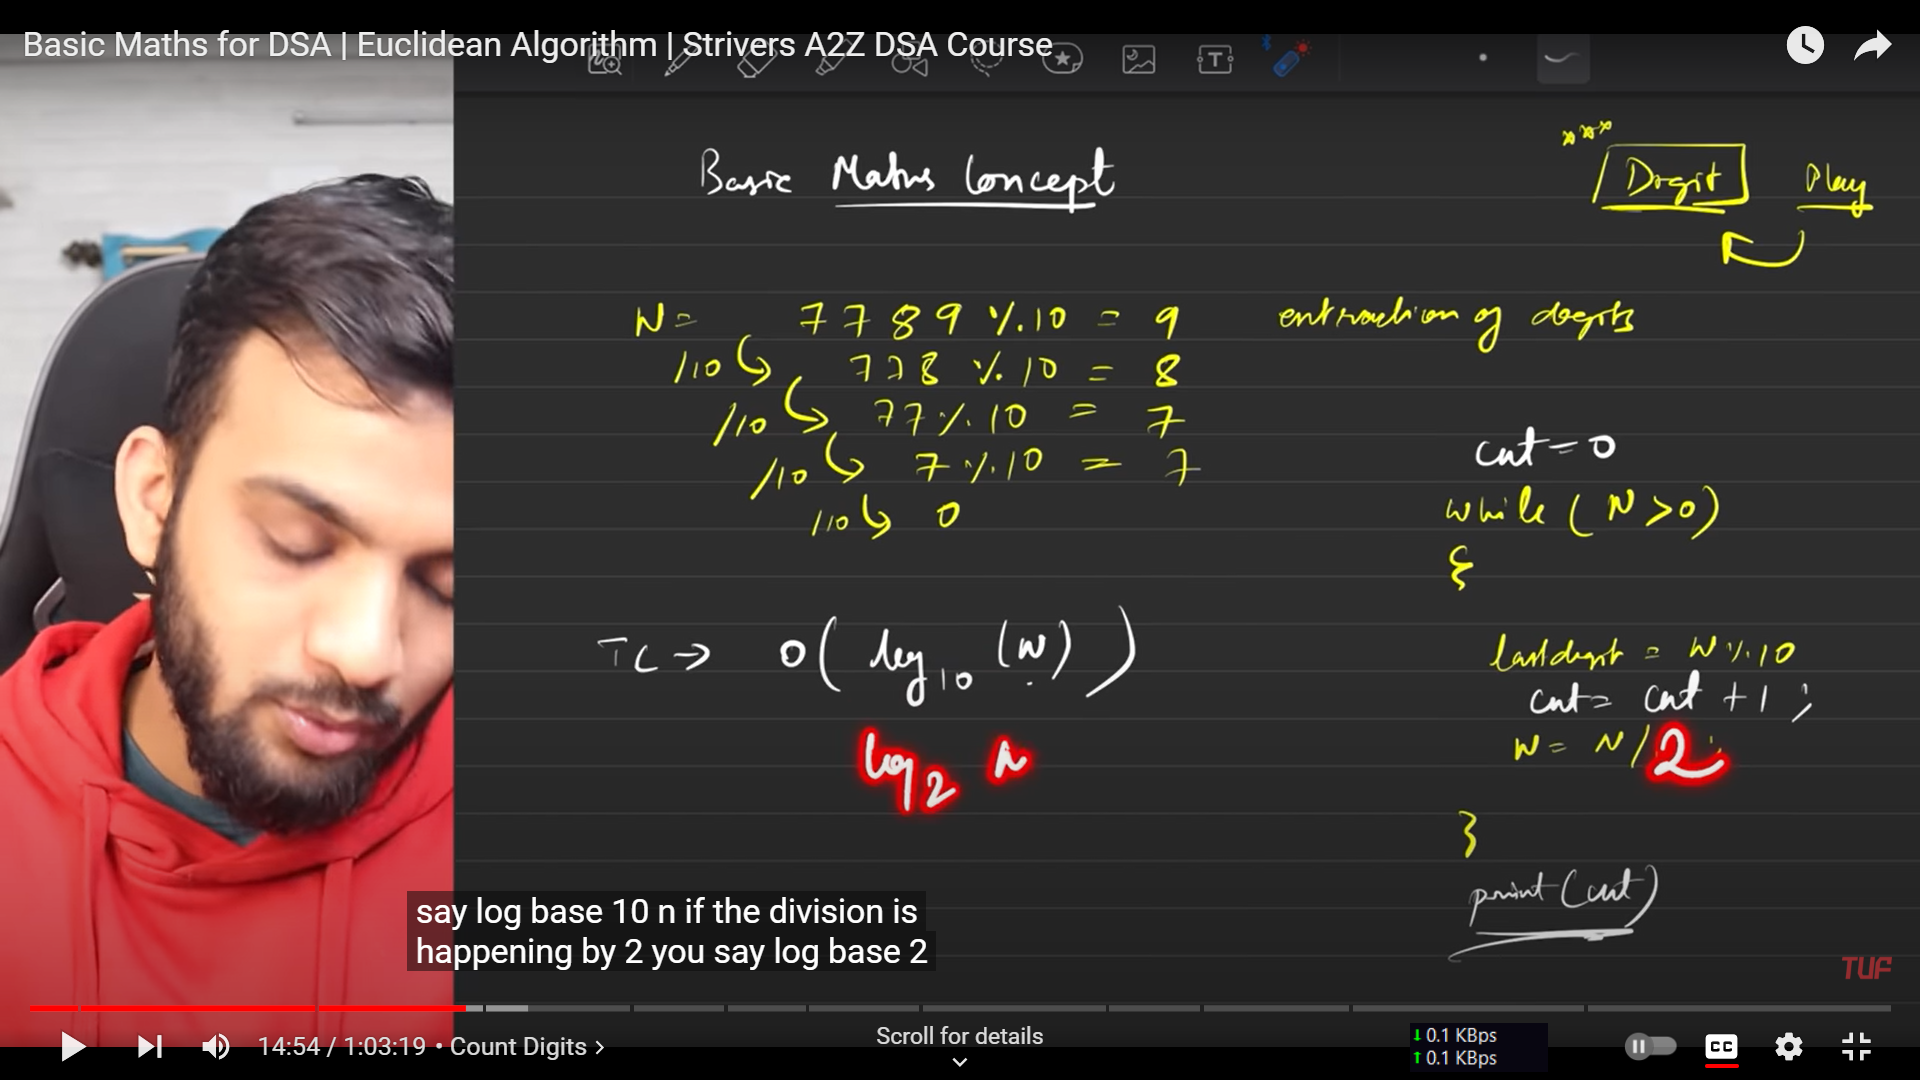 Basic Maths for DSA | Euclidean Algorithm | Strivers A2Z DSA Course
Basic Maths Concept
Digit
Play
N = 7789 % 10 = 9
extraction of digits
/10 778 % 10 = 8
/10 77 % 10 = 7
/10 7 % 10 = 7
/10 0
cnt = 0
while (N > 0)
{
lastdigit = N % 10
cnt = cnt + 1;
N = N / 2;
}
print(cnt)
TC → O( log10 (N) )
log2 N
say log base 10 n if the division is
happening by 2 you say log base 2
TUF
14:54 / 1:03:19 • Count Digits >
Scroll for details
↓ 0.1 KBps
↑ 0.1 KBps
CC